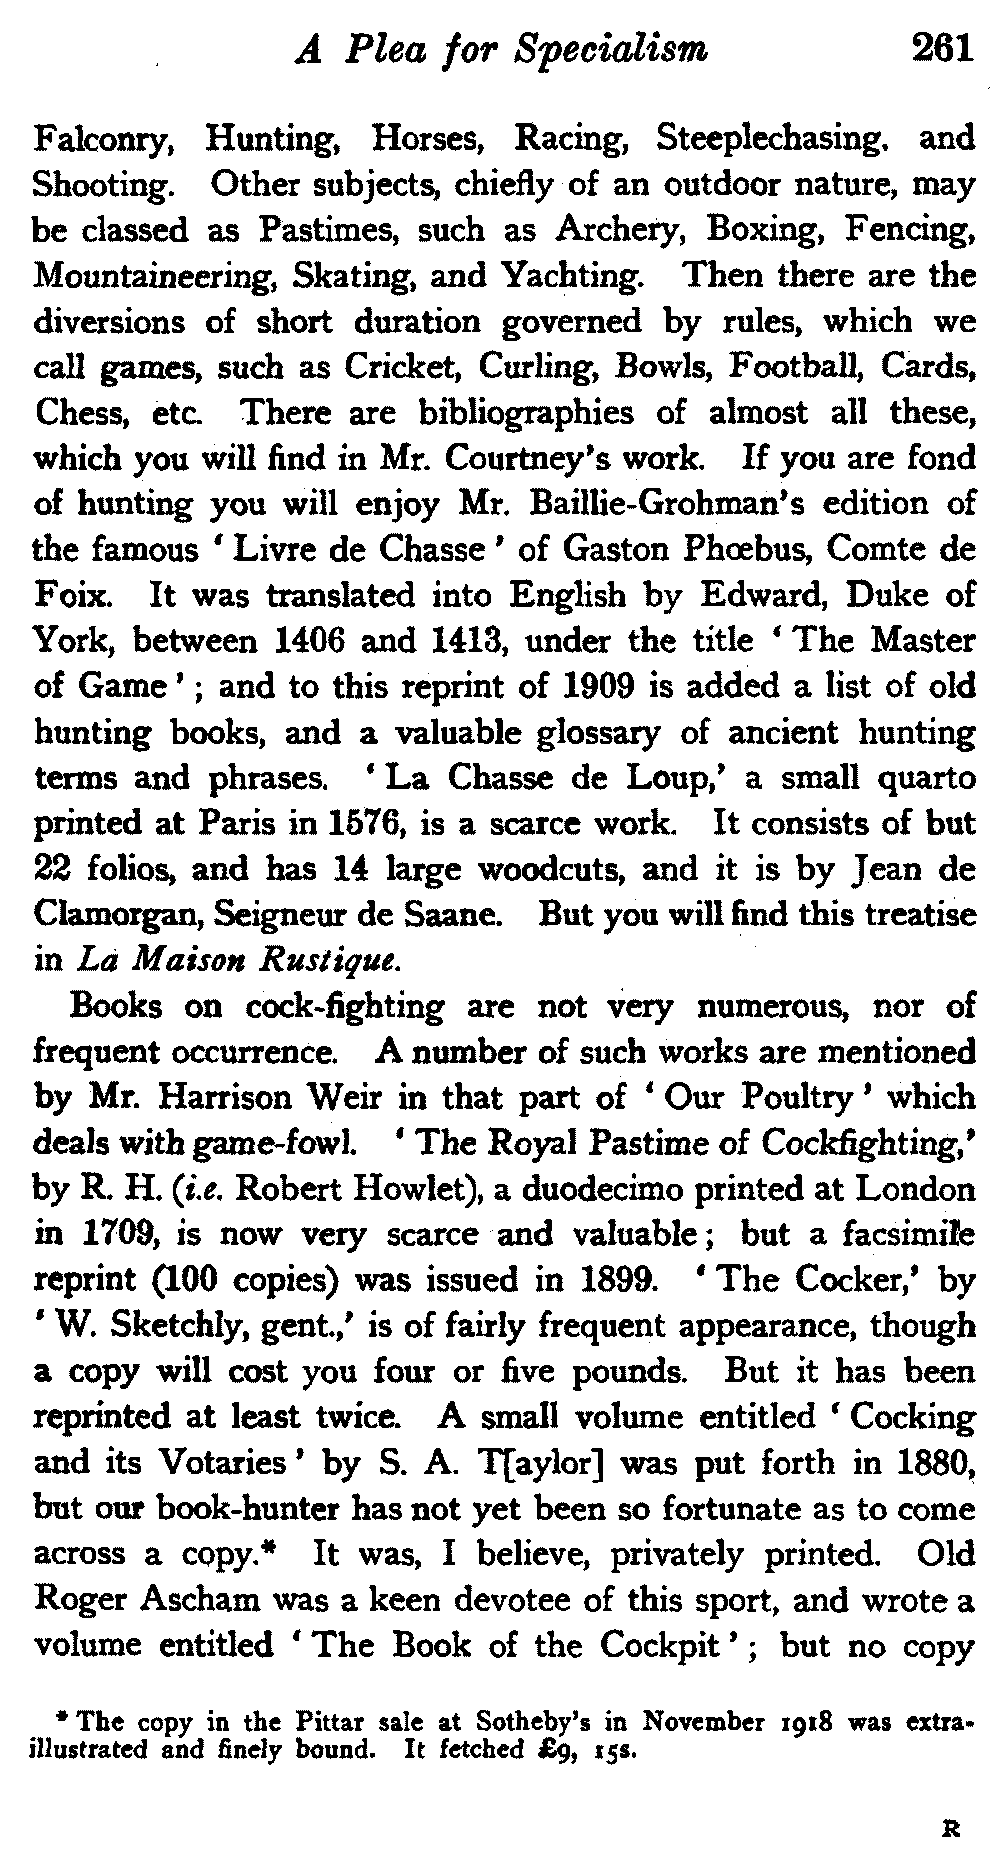 A Plea for Specialism 261
Falconry, Hunting, Horses, Racing, Steeplechasing, and
Shooting. Other subjects, chiefly of an outdoor nature, may
be classed as Pastimes, such as Archery, Boxing, Fencing,
Mountaineering, Skating, and Yachting. Then there are the
diversions of short duration governed by rules, which we
call games, such as Cricket, Curling, Bowls, Football, Cards,
Chess, etc. There are bibliographies of almost all these,
which you will find in Mr. Courtney's work. If you are fond
of hunting you will enjoy Mr. Baillie-Grohman's edition of
the famous ‘ Livre de Chasse ’ of Gaston Phœbus, Comte de
Foix. It was translated into English by Edward, Duke of
York, between 1406 and 1413, under the title ‘ The Master
of Game ’ ; and to this reprint of 1909 is added a list of old
hunting books, and a valuable glossary of ancient hunting
terms and phrases. ‘ La Chasse de Loup,’ a small quarto
printed at Paris in 1576, is a scarce work. It consists of but
22 folios, and has 14 large woodcuts, and it is by Jean de
Clamorgan, Seigneur de Saane. But you will find this treatise
in La Maison Rustique.
Books on cock-fighting are not very numerous, nor of
frequent occurrence. A number of such works are mentioned
by Mr. Harrison Weir in that part of ‘ Our Poultry ’ which
deals with game-fowl. ‘ The Royal Pastime of Cockfighting,’
by R. H. (i.e. Robert Howlet), a duodecimo printed at London
in 1709, is now very scarce and valuable ; but a facsimile
reprint (100 copies) was issued in 1899. ‘ The Cocker,’ by
‘ W. Sketchly, gent.,’ is of fairly frequent appearance, though
a copy will cost you four or five pounds. But it has been
reprinted at least twice. A small volume entitled ‘ Cocking
and its Votaries ’ by S. A. T[aylor] was put forth in 1880,
but our book-hunter has not yet been so fortunate as to come
across a copy.* It was, I believe, privately printed. Old
Roger Ascham was a keen devotee of this sport, and wrote a
volume entitled ‘ The Book of the Cockpit ’ ; but no copy
* The copy in the Pittar sale at Sotheby's in November 1918 was extra-
illustrated and finely bound. It fetched £9, 15s.
R